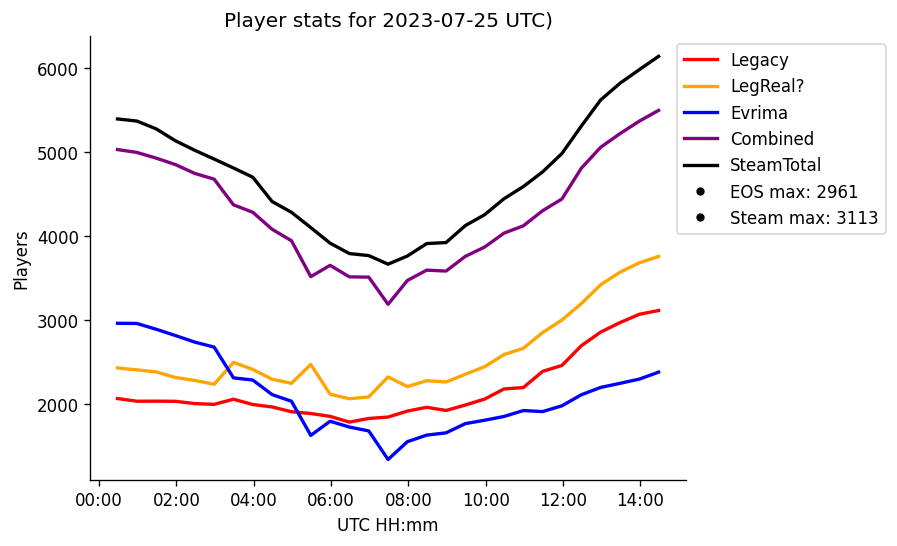 Player stats for 2023-07-25 UTC)
Legacy
LegReal?
Evrima
Combined
SteamTotal
EOS max: 2961
Steam max: 3113
Players
6000
5000
4000
3000
2000
00:00 02:00 04:00 06:00 08:00 10:00 12:00 14:00
UTC HH:mm